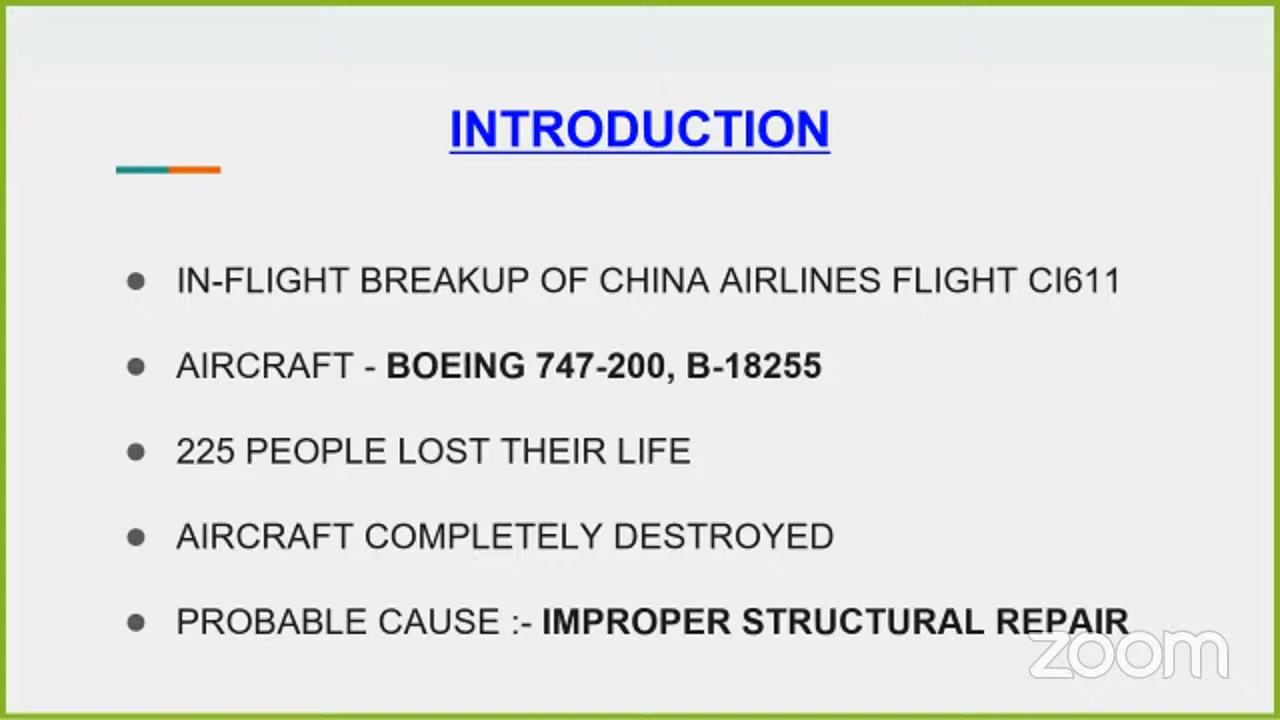 INTRODUCTION
IN-FLIGHT BREAKUP OF CHINA AIRLINES FLIGHT CI611
AIRCRAFT - BOEING 747-200, B-18255
225 PEOPLE LOST THEIR LIFE
AIRCRAFT COMPLETELY DESTROYED
PROBABLE CAUSE :- IMPROPER STRUCTURAL REPAIR
zoom